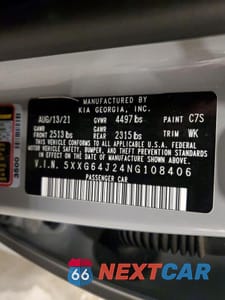 MANUFACTURED BY
KIA GEORGIA, INC.
AUG/13/21 GVWR 4497 lbs PAINT C7S
GAWR FRONT 2513 lbs GAWR REAR 2315 lbs TRIM WK
THIS VEHICLE CONFORMS TO ALL APPLICABLE FEDERAL
MOTOR VEHICLE SAFETY, BUMPER, AND THEFT PREVENTION
STANDARDS IN EFFECT ON THE DATE OF MANUFACTURE
SHOWN ABOVE.
V.I.N. 5XXG64J24NG108406
PASSENGER CAR
3500
66 NEXTCAR